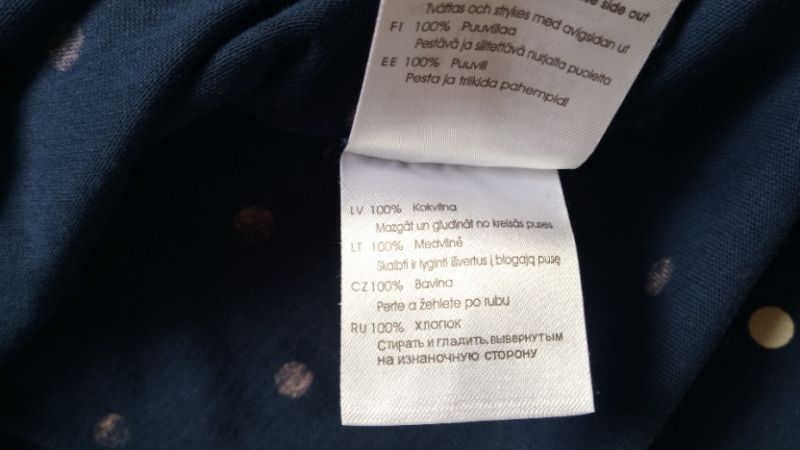 side out
Tvättas och strykes med avigsidan ut
FI 100% Puuvillaa
Pestävä ja silitettävä nurjalta puolelta
EE 100% Puuvill
Pesta ja triikida pahempidi
LV 100% Kokvilna
Mazgāt un gludināt no kreisās puses
LT 100% Medvilnė
Skalbti ir lyginti išvertus į blogąją pusę
CZ 100% Bavlna
Perte a žehlete po rubu
RU 100% ХЛОПОК
Стирать и гладить, вывернутым
на изнаночную сторону